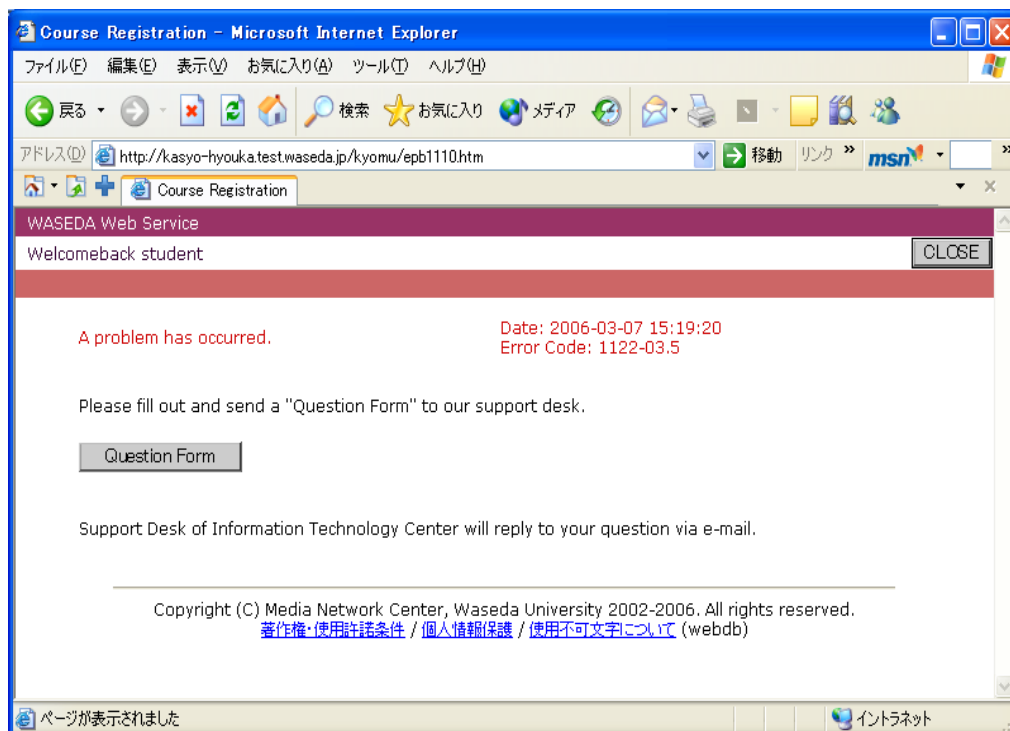 Course Registration - Microsoft Internet Explorer
ファイル(F) 編集(E) 表示(V) お気に入り(A) ツール(T) ヘルプ(H)
戻る 検索 お気に入り メディア
アドレス(D) http://kasyo-hyouka.test.waseda.jp/kyomu/epb1110.htm 移動 リンク » msn »
Course Registration
WASEDA Web Service
Welcomeback student CLOSE
A problem has occurred. Date: 2006-03-07 15:19:20
Error Code: 1122-03.5
Please fill out and send a "Question Form" to our support desk.
Question Form
Support Desk of Information Technology Center will reply to your question via e-mail.
Copyright (C) Media Network Center, Waseda University 2002-2006. All rights reserved.
著作権・使用許諾条件 / 個人情報保護 / 使用不可文字について (webdb)
ページが表示されました イントラネット